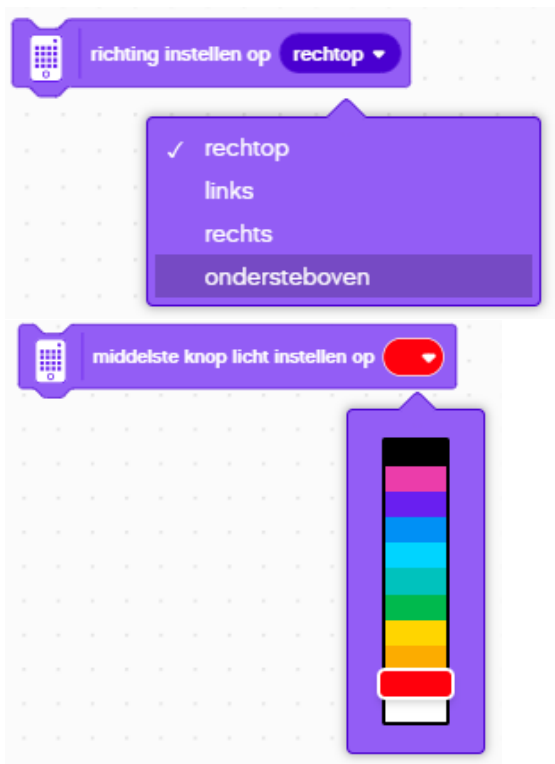 richting instellen op rechtop
rechtop
links
rechts
ondersteboven
middelste knop licht instellen op